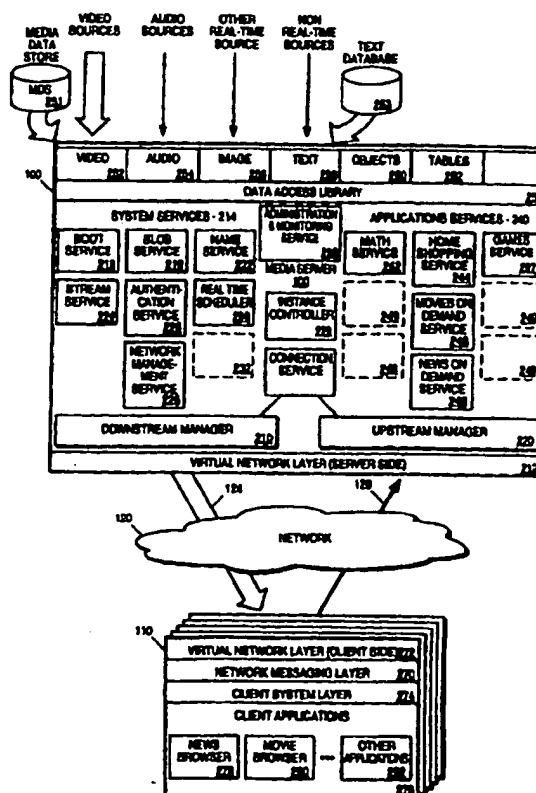 MEDIA DATA STORE
VIDEO SOURCES
AUDIO SOURCES
OTHER REAL-TIME SOURCE
NON REAL-TIME SOURCES
TEXT DATABASE
MDS
VIDEO
AUDIO
IMAGE
TEXT
OBJECTS
TABLES
100
DATA ACCESS LIBRARY
SYSTEM SERVICES - 214
ADMINISTRATION & MONITORING SERVICE
APPLICATIONS SERVICES - 240
BOOT SERVICE
BLOB SERVICE
NAME SERVICE
MEDIA SERVER
100
MATH SERVICE
HOME SHOPPING SERVICE
GAMES SERVICE
STREAM SERVICE
AUTHENTI-CATION SERVICE
REAL TIME SCHEDULER
INSTANCE CONTROLLER
MOVIES ON DEMAND SERVICE
NETWORK MANAGE-MENT SERVICE
CONNECTION SERVICE
NEWS ON DEMAND SERVICE
DOWNSTREAM MANAGER
UPSTREAM MANAGER
VIRTUAL NETWORK LAYER (SERVER SIDE)
120
NETWORK
110
VIRTUAL NETWORK LAYER (CLIENT SIDE) 272
NETWORK MESSAGING LAYER
CLIENT SYSTEM LAYER 274
CLIENT APPLICATIONS
NEWS BROWSER
MOVIE BROWSER
OTHER APPLICATIONS